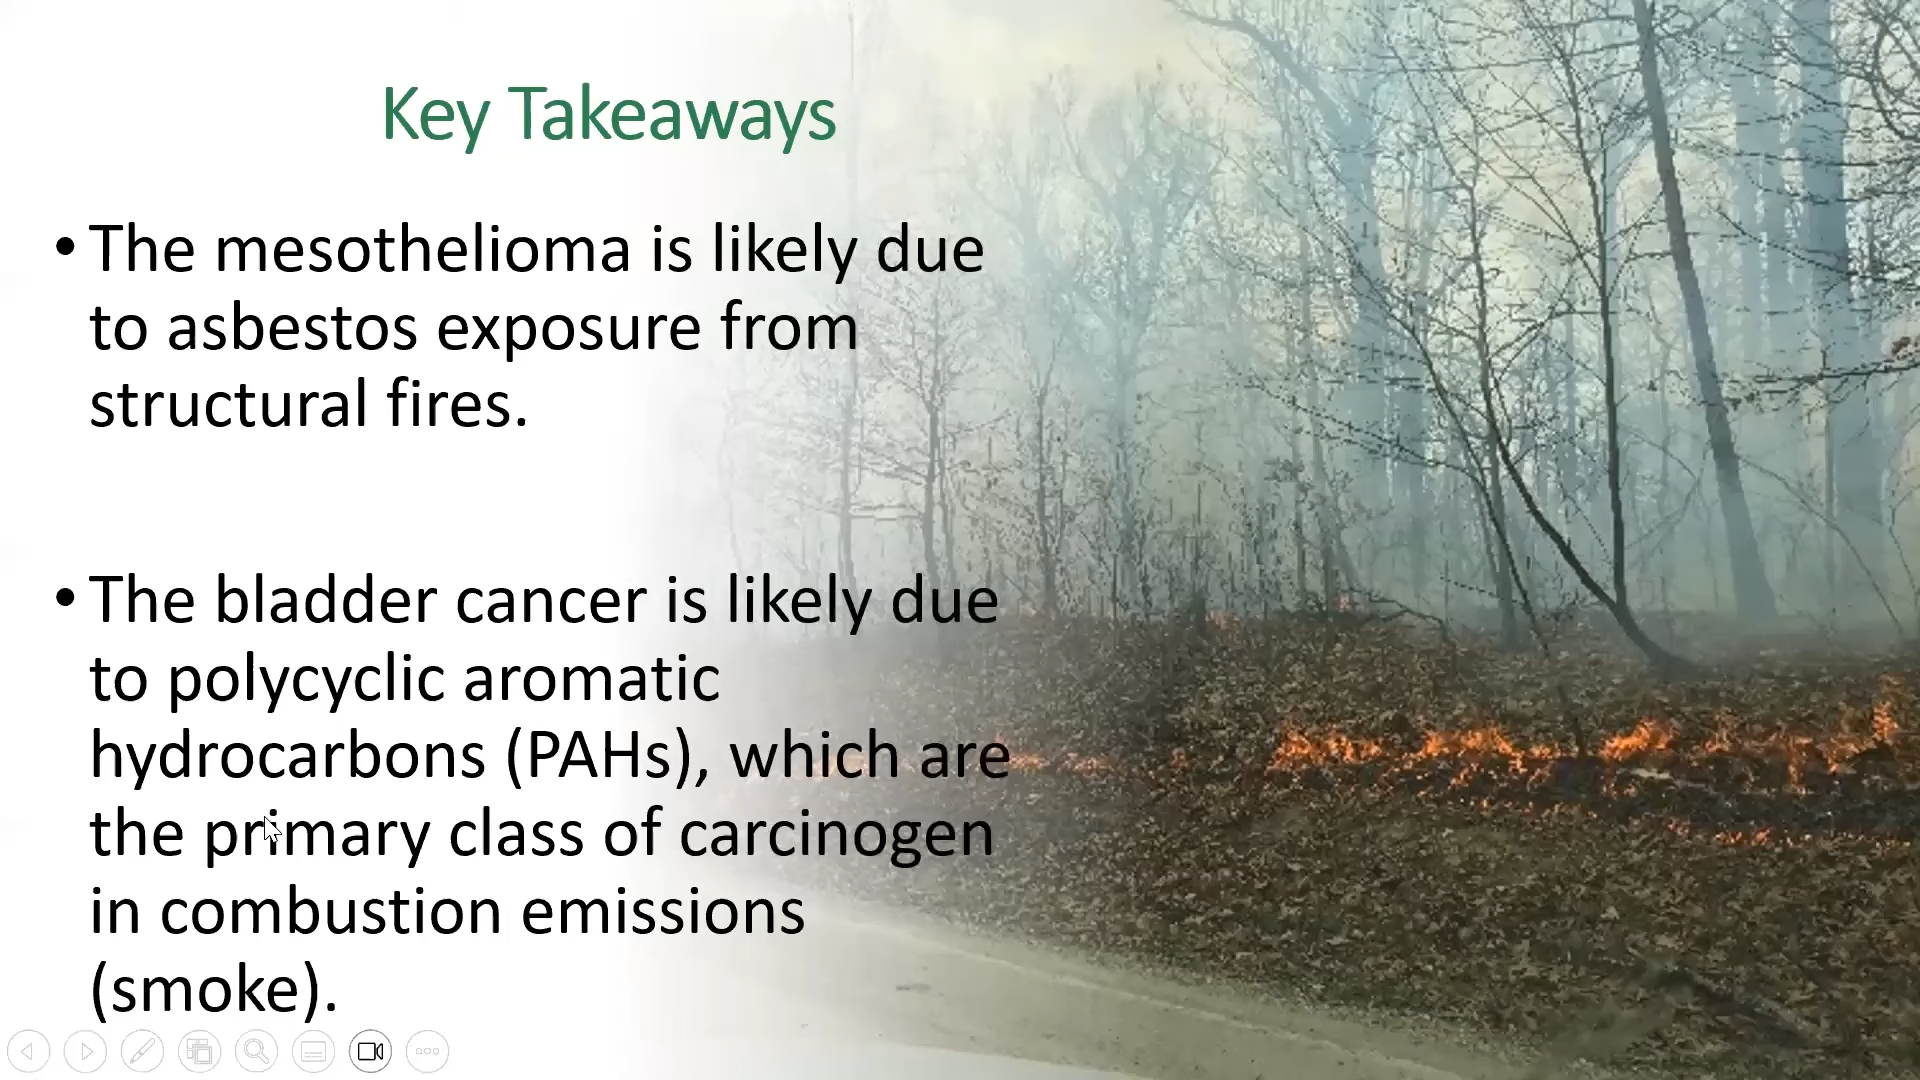 Key Takeaways
• The mesothelioma is likely due
to asbestos exposure from
structural fires.
• The bladder cancer is likely due
to polycyclic aromatic
hydrocarbons (PAHs), which are
the primary class of carcinogen
in combustion emissions
(smoke).